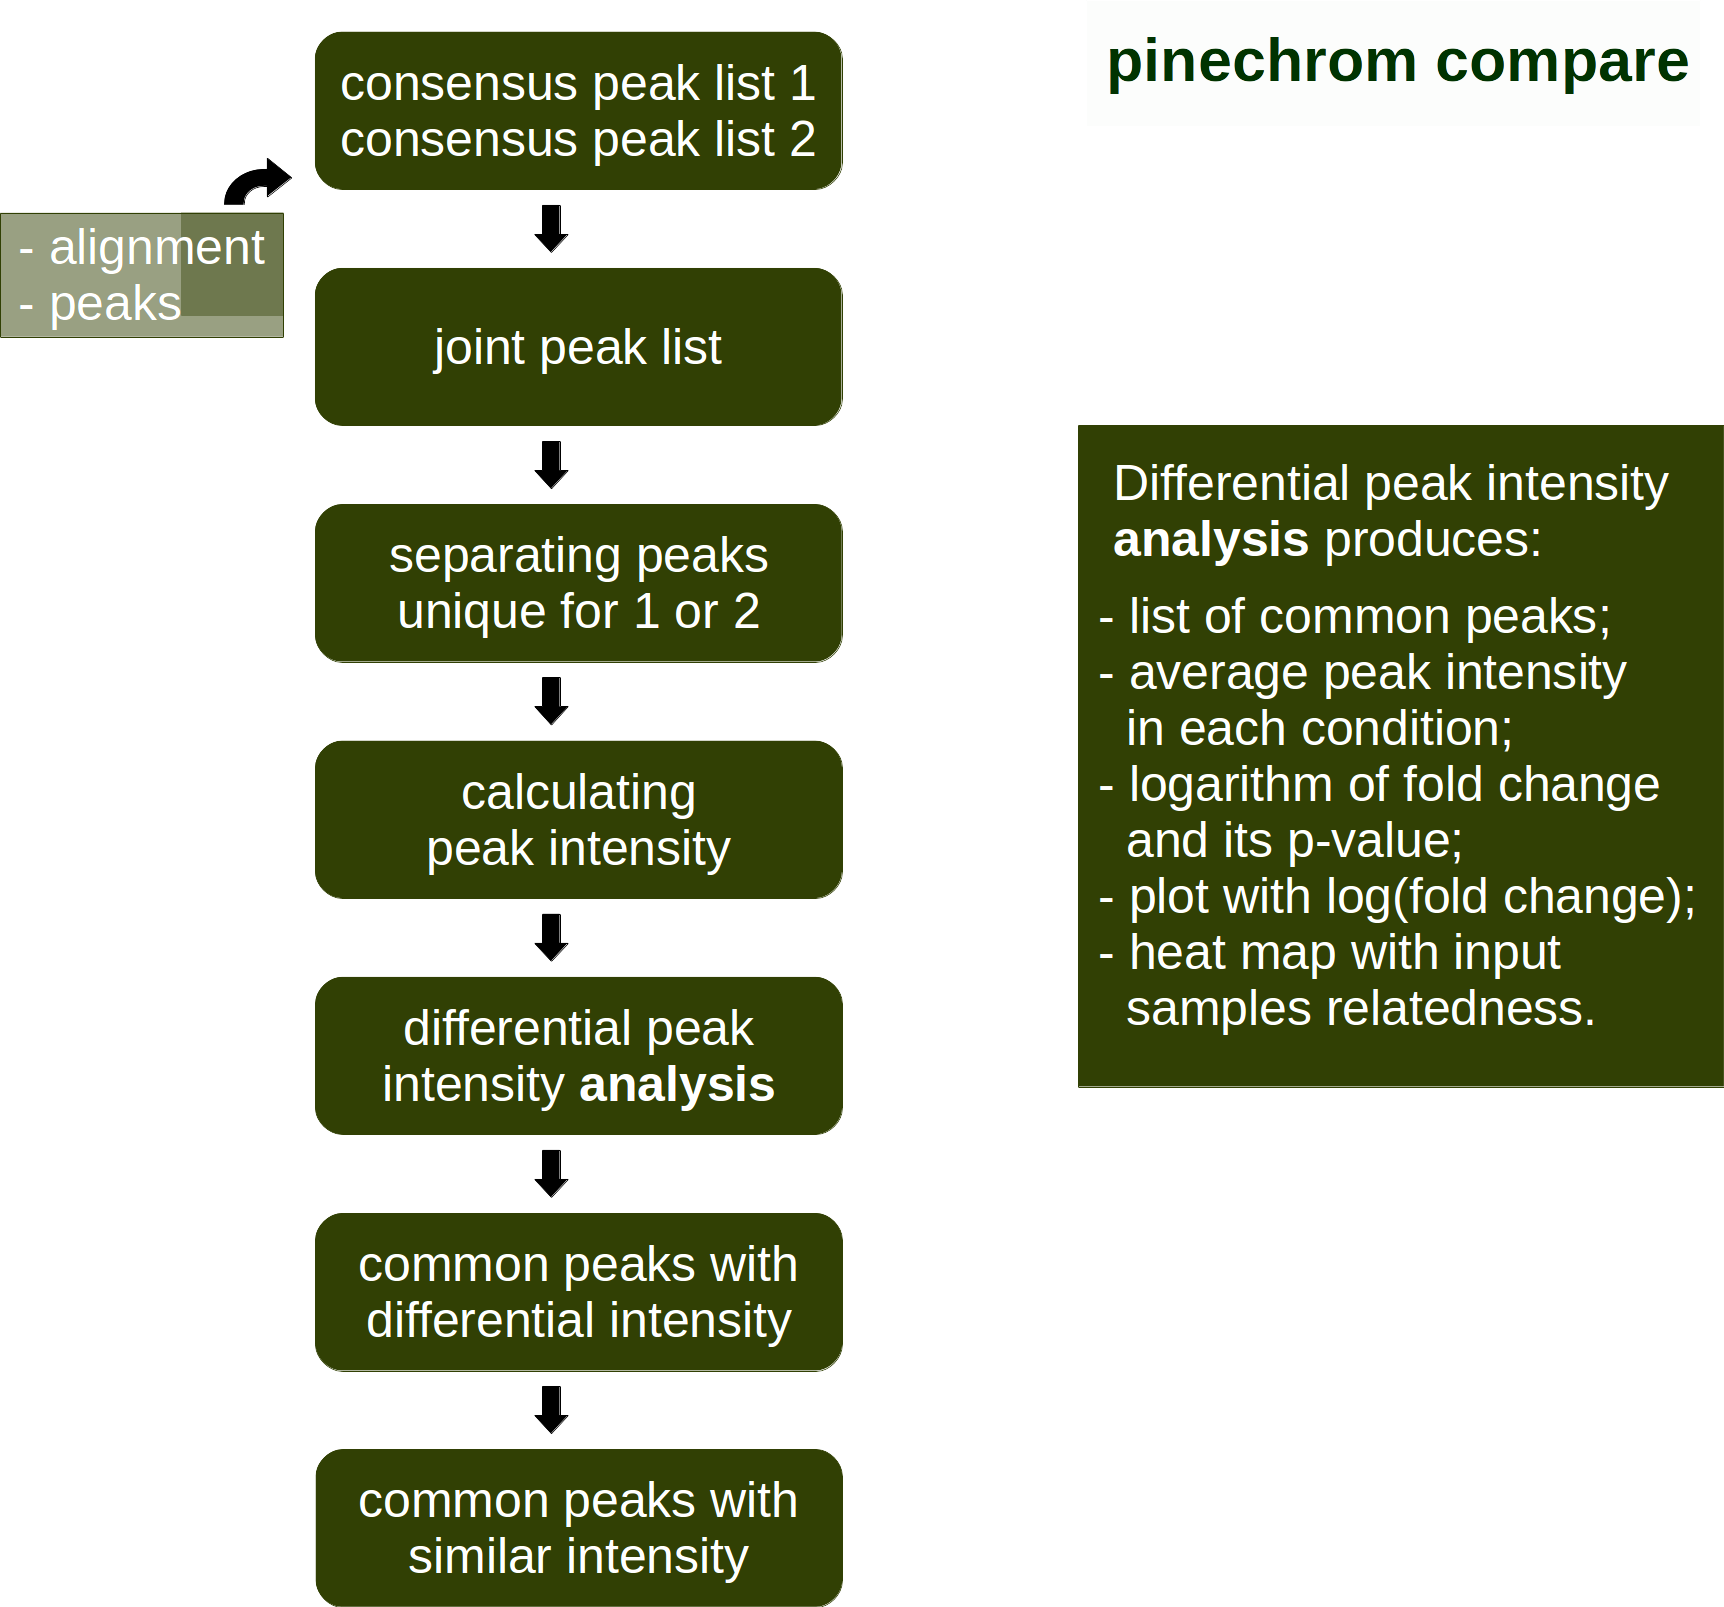 pinechrom compare
consensus peak list 1
consensus peak list 2
- alignment
- peaks
joint peak list
separating peaks
unique for 1 or 2
calculating
peak intensity
differential peak
intensity analysis
common peaks with
differential intensity
common peaks with
similar intensity
Differential peak intensity
analysis produces:
- list of common peaks;
- average peak intensity
in each condition;
- logarithm of fold change
and its p-value;
- plot with log(fold change);
- heat map with input
samples relatedness.